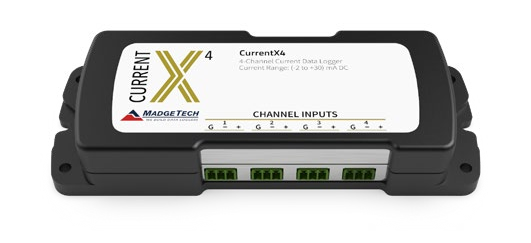 CURRENT X 4
CurrentX4
4-Channel Current Data Logger
Current Range: (-2 to +30) mA DC
MADGETECH
CHANNEL INPUTS
1 2 3 4
G − + G − + G − + G − +